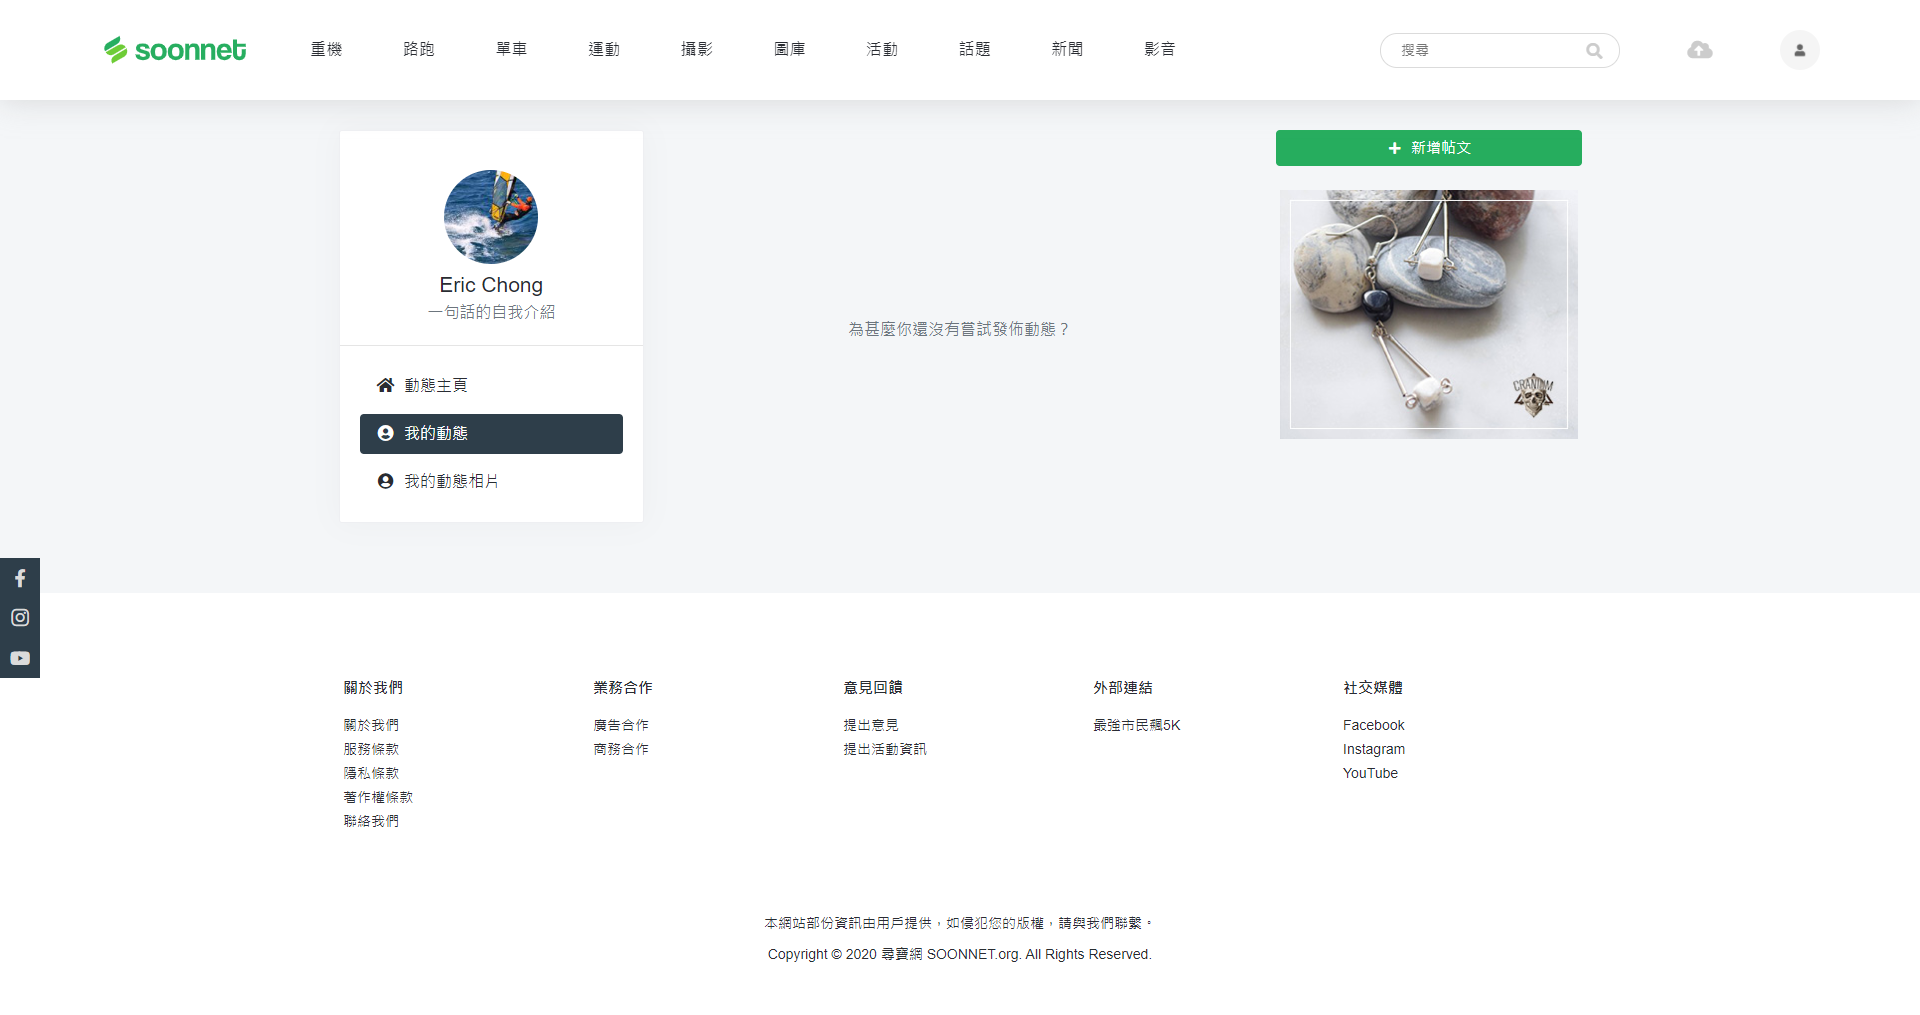 soonnet
重機
路跑
單車
運動
攝影
圖庫
活動
話題
新聞
影音
搜尋
Eric Chong
一句話的自我介紹
動態主頁
我的動態
我的動態相片
為甚麼你還沒有嘗試發佈動態？
新增帖文
CRANIUM
關於我們
關於我們
服務條款
隱私條款
著作權條款
聯絡我們
業務合作
廣告合作
商務合作
意見回饋
提出意見
提出活動資訊
外部連結
最強市民飆5K
社交媒體
Facebook
Instagram
YouTube
本網站部份資訊由用戶提供，如侵犯您的版權，請與我們聯繫。
Copyright © 2020 尋寶網 SOONNET.org. All Rights Reserved.